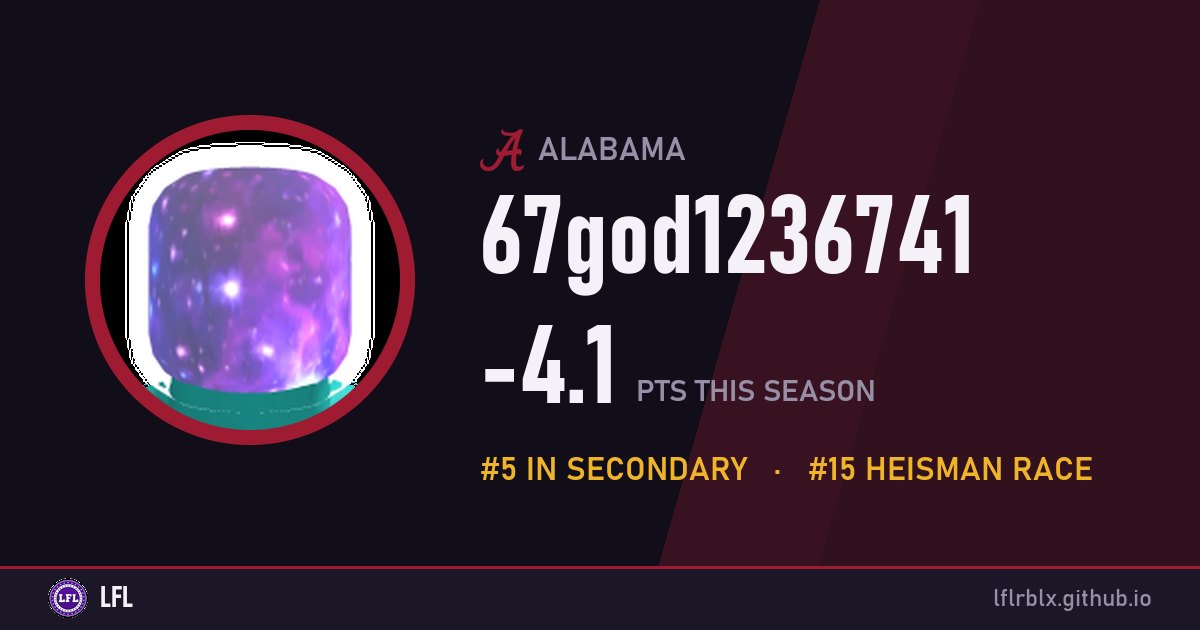 A ALABAMA
67god1236741
-4.1 PTS THIS SEASON
#5 IN SECONDARY · #15 HEISMAN RACE
LFL LFL
lflrblx.github.io